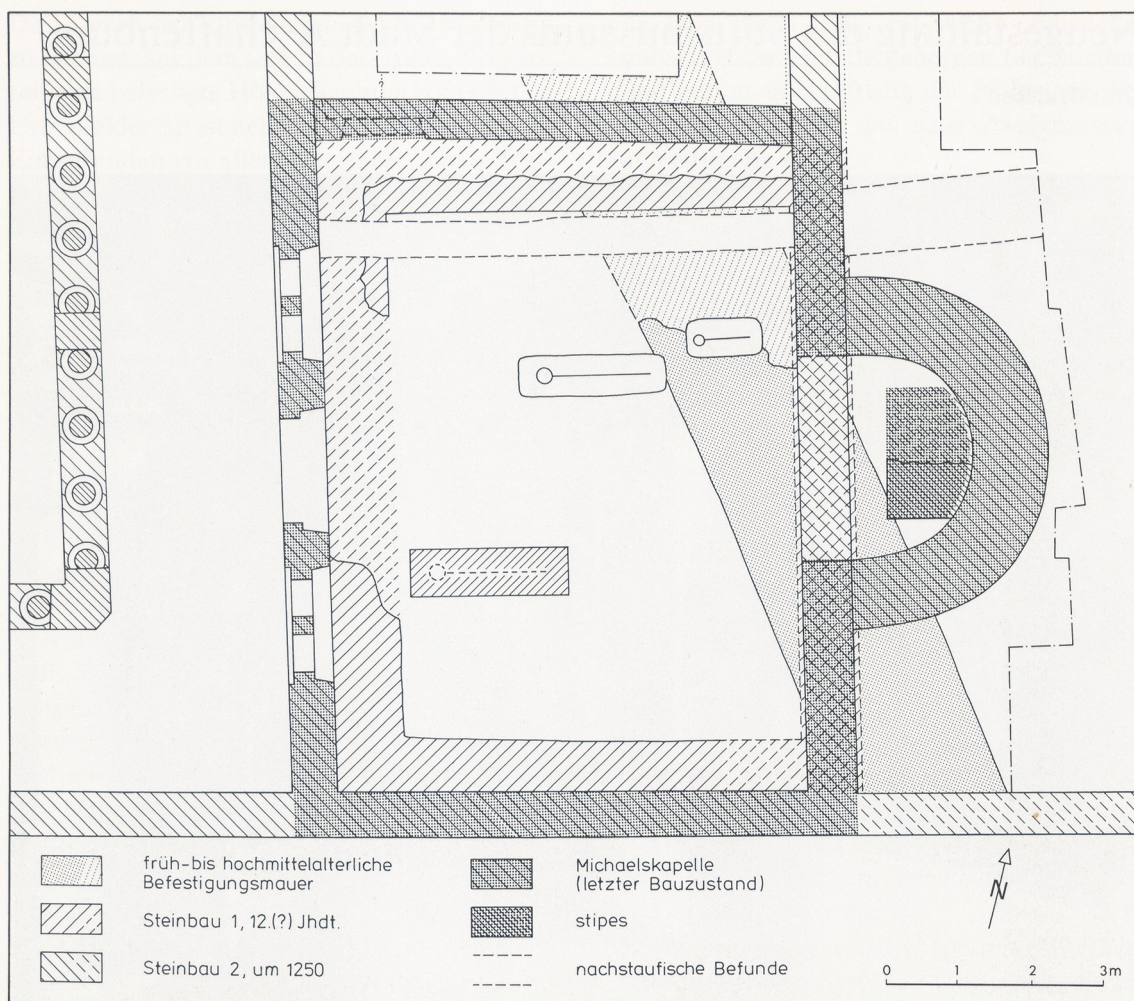 ?
früh-bis hochmittelalterliche
Befestigungsmauer
Steinbau 1, 12.(?) Jhdt.
Steinbau 2, um 1250
Michaelskapelle
(letzter Bauzustand)
stipes
nachstaufische Befunde
N
0 1 2 3m